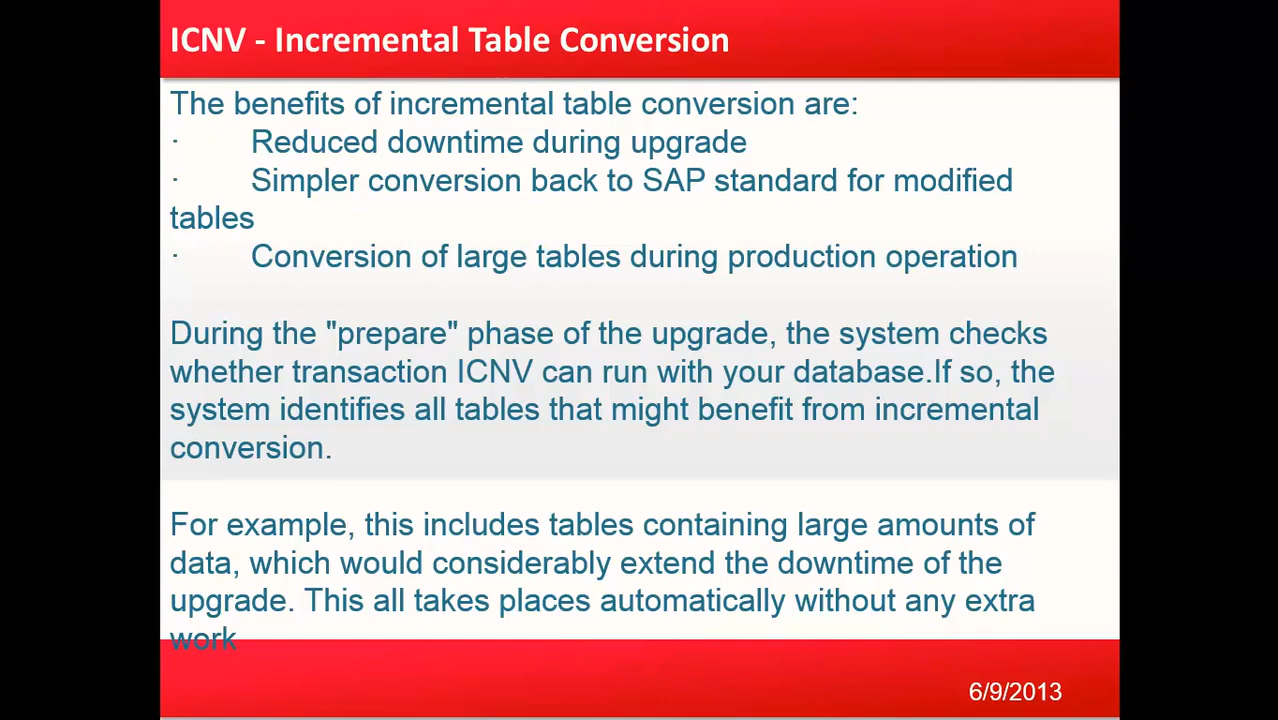 ICNV - Incremental Table Conversion
The benefits of incremental table conversion are:
· Reduced downtime during upgrade
· Simpler conversion back to SAP standard for modified
tables
· Conversion of large tables during production operation
During the "prepare" phase of the upgrade, the system checks
whether transaction ICNV can run with your database.If so, the
system identifies all tables that might benefit from incremental
conversion.
For example, this includes tables containing large amounts of
data, which would considerably extend the downtime of the
upgrade. This all takes places automatically without any extra
work
6/9/2013